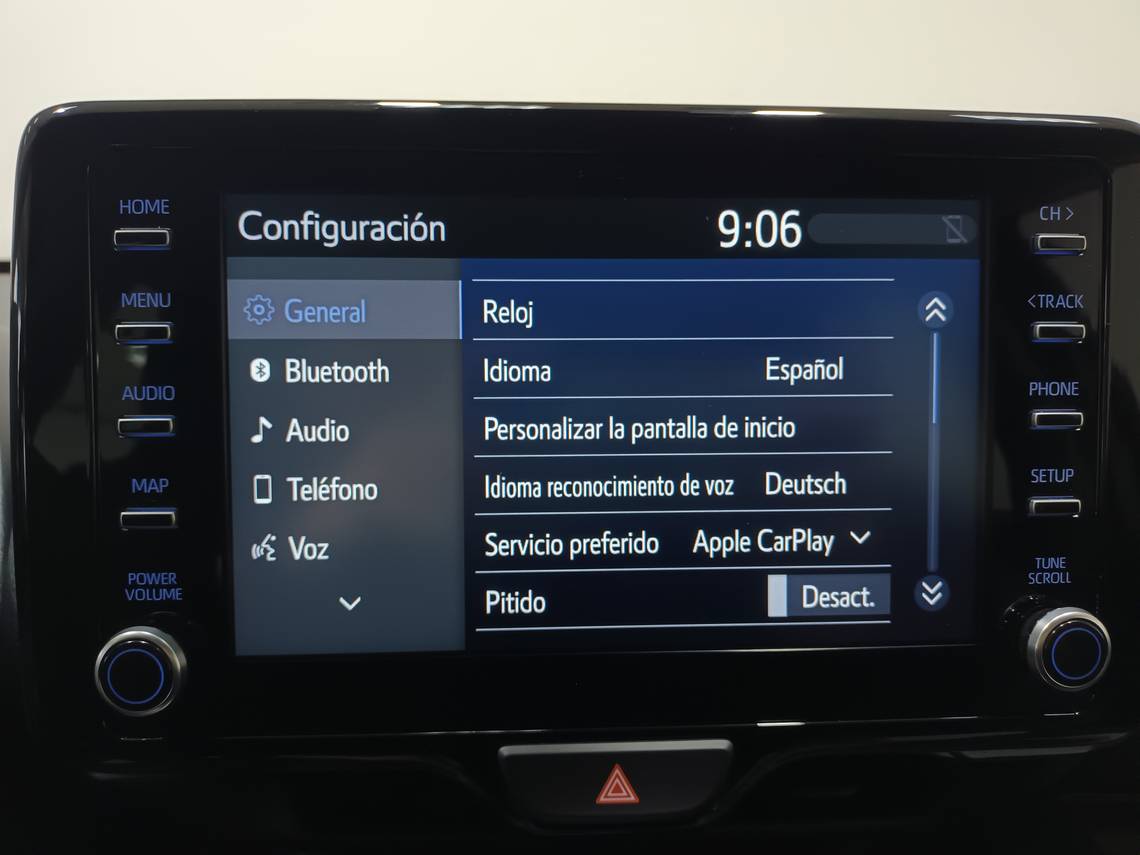 HOME
MENU
AUDIO
MAP
POWER
VOLUME
Configuración 9:06
General
Bluetooth
Audio
Teléfono
Voz
Reloj
Idioma Español
Personalizar la pantalla de inicio
Idioma reconocimiento de voz Deutsch
Servicio preferido Apple CarPlay
Pitido Desact.
CH >
< TRACK
PHONE
SETUP
TUNE
SCROLL